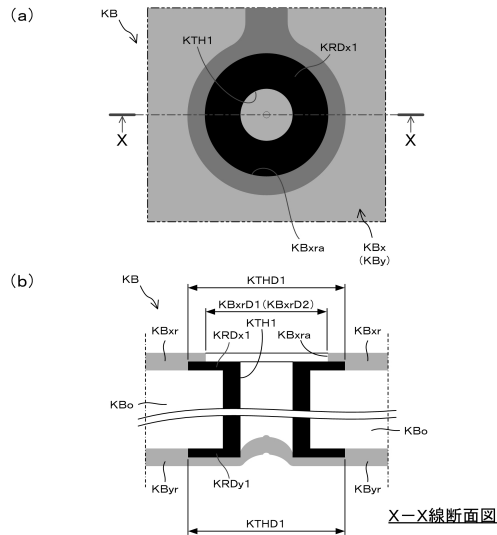 (a)
KB
KTH1
KRDx1
X
X
KBxra
KBx
(KBy)
(b)
KB
KTHD1
KBxrD1(KBxrD2)
KTH1
KBxr
KRDx1
KBxra
KBxr
KBo
KBo
KByr
KRDy1
KByr
KTHD1
X－X線断面図